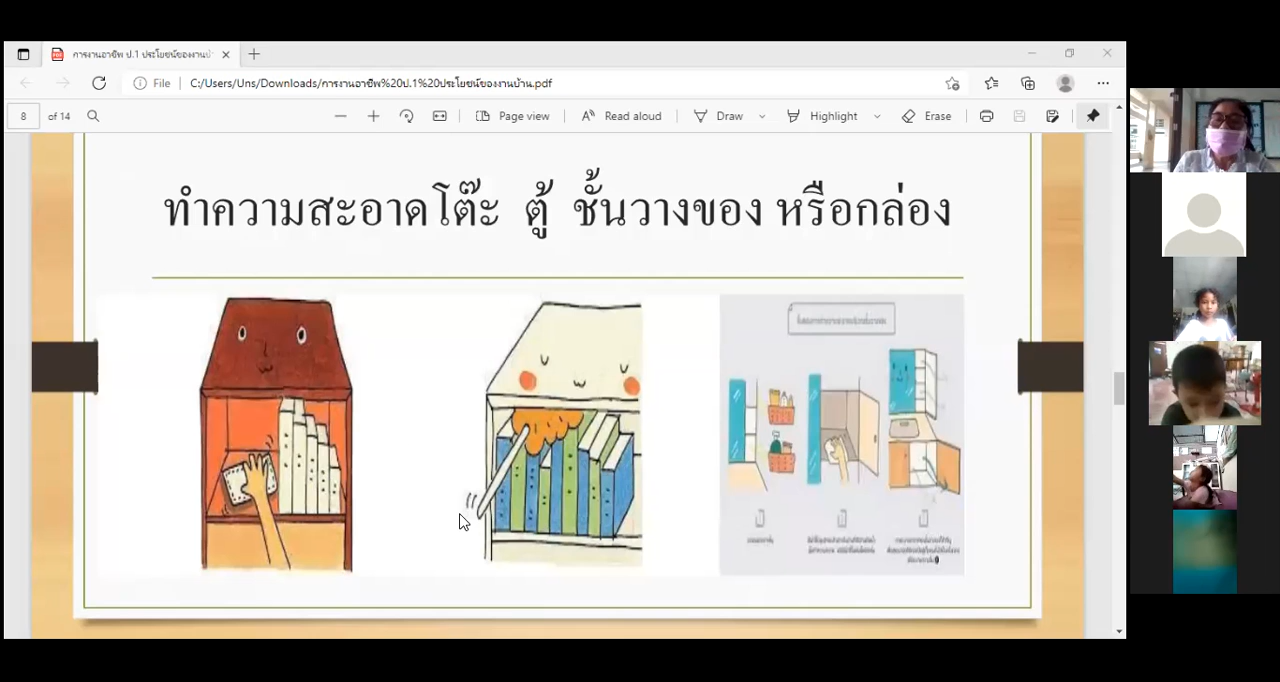 การงานอาชีพ ป.1 ประโยชน์ของงานบ้า
File C:/Users/Uns/Downloads/การงานอาชีพ%20ป.1%20ประโยชน์ของงานบ้าน.pdf
8 of 14 Page view Read aloud Draw Highlight Erase
ทำความสะอาดโต๊ะ ตู้ ชั้นวางของ หรือกล่อง